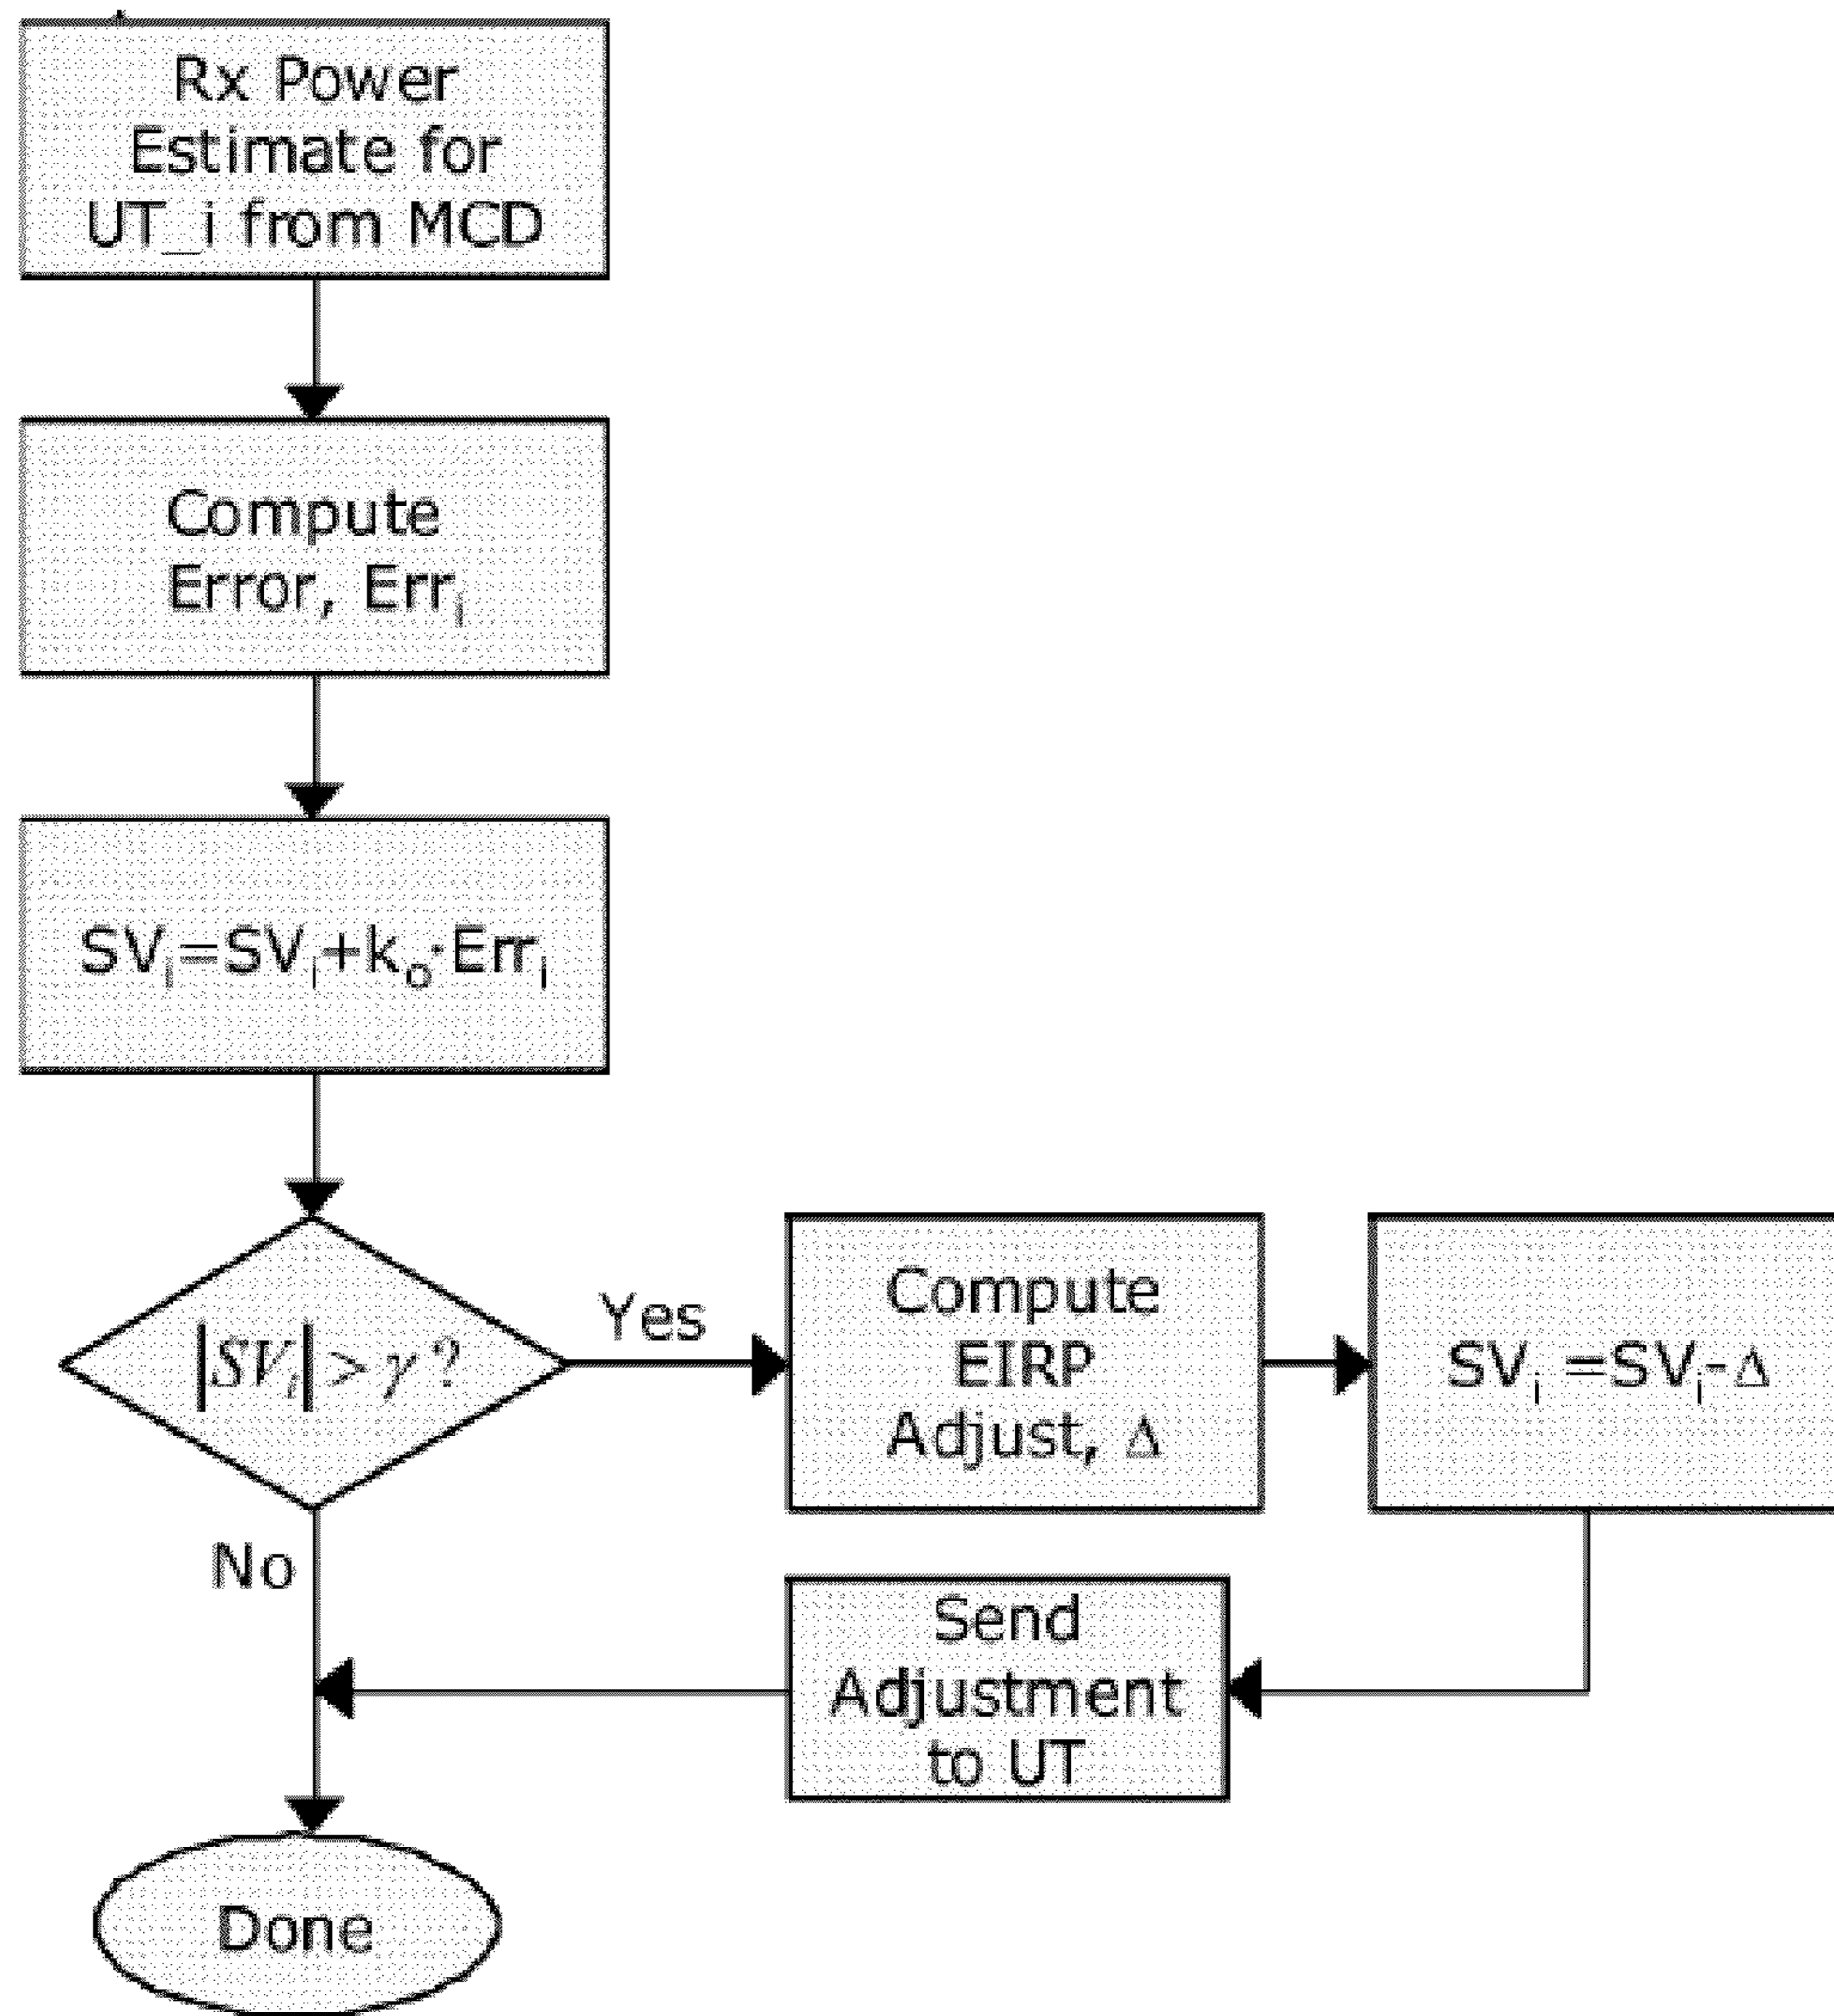 Rx Power
Estimate for
UT_i from MCD
Compute
Error, Errᵢ
SVᵢ=SVᵢ+kₒ·Errᵢ
|SVᵢ| > γ ?
Yes
Compute
EIRP
Adjust, Δ
SVᵢ =SVᵢ-Δ
No
Send
Adjustment
to UT
Done